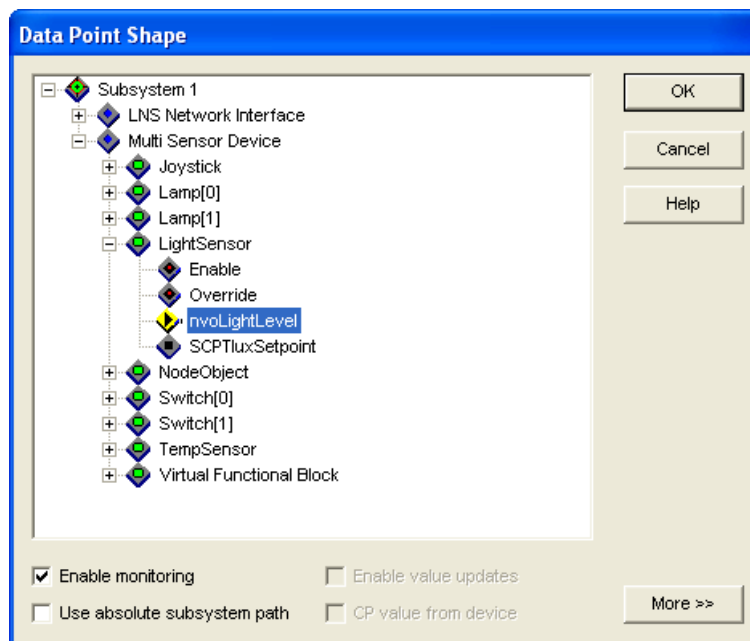 Data Point Shape
Subsystem 1
LNS Network Interface
Multi Sensor Device
Joystick
Lamp[0]
Lamp[1]
LightSensor
Enable
Override
nvoLightLevel
SCPTluxSetpoint
NodeObject
Switch[0]
Switch[1]
TempSensor
Virtual Functional Block
OK
Cancel
Help
Enable monitoring
Enable value updates
Use absolute subsystem path
CP value from device
More >>